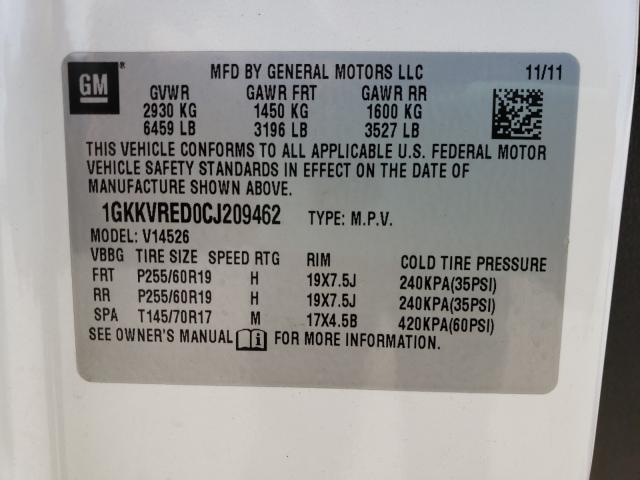 GM ® MFD BY GENERAL MOTORS LLC 11/11
GVWR GAWR FRT GAWR RR
2930 KG 1450 KG 1600 KG
6459 LB 3196 LB 3527 LB
THIS VEHICLE CONFORMS TO ALL APPLICABLE U.S. FEDERAL MOTOR
VEHICLE SAFETY STANDARDS IN EFFECT ON THE DATE OF
MANUFACTURE SHOWN ABOVE.
1GKKVRED0CJ209462 TYPE: M.P.V.
MODEL: V14526
VBBG TIRE SIZE SPEED RTG RIM COLD TIRE PRESSURE
FRT P255/60R19 H 19X7.5J 240KPA(35PSI)
RR P255/60R19 H 19X7.5J 240KPA(35PSI)
SPA T145/70R17 M 17X4.5B 420KPA(60PSI)
SEE OWNER'S MANUAL FOR MORE INFORMATION.